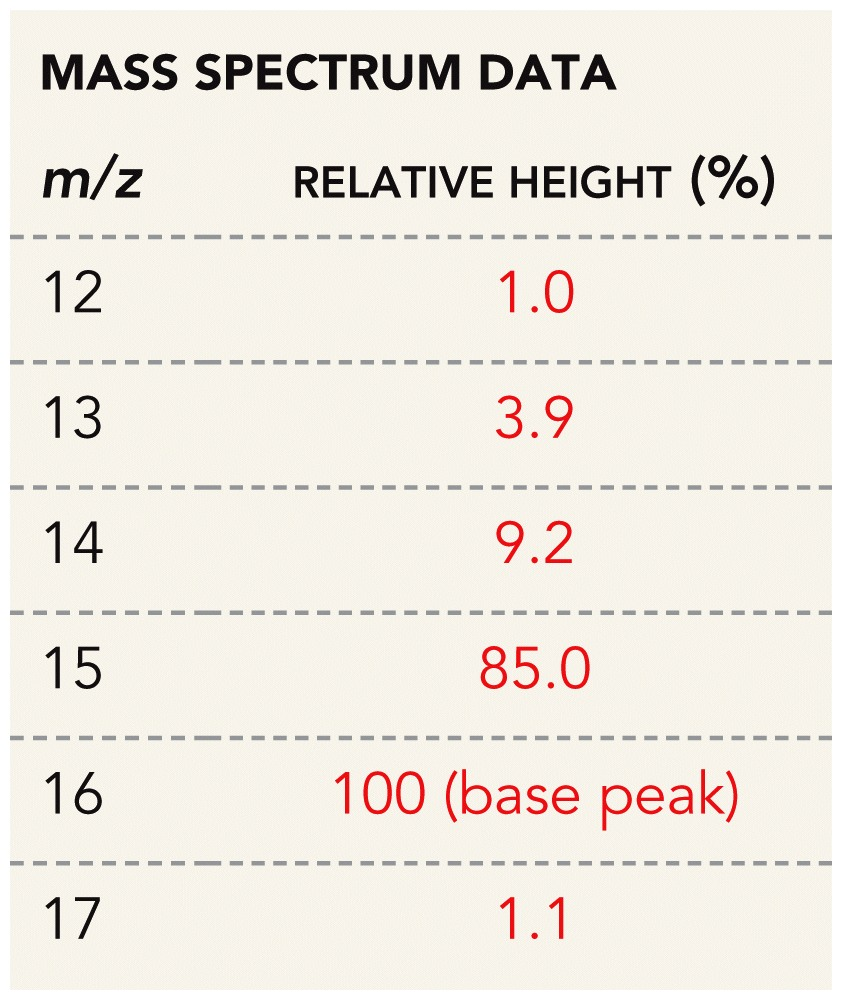 MASS SPECTRUM DATA
m/z RELATIVE HEIGHT (%)
12 1.0
13 3.9
14 9.2
15 85.0
16 100 (base peak)
17 1.1